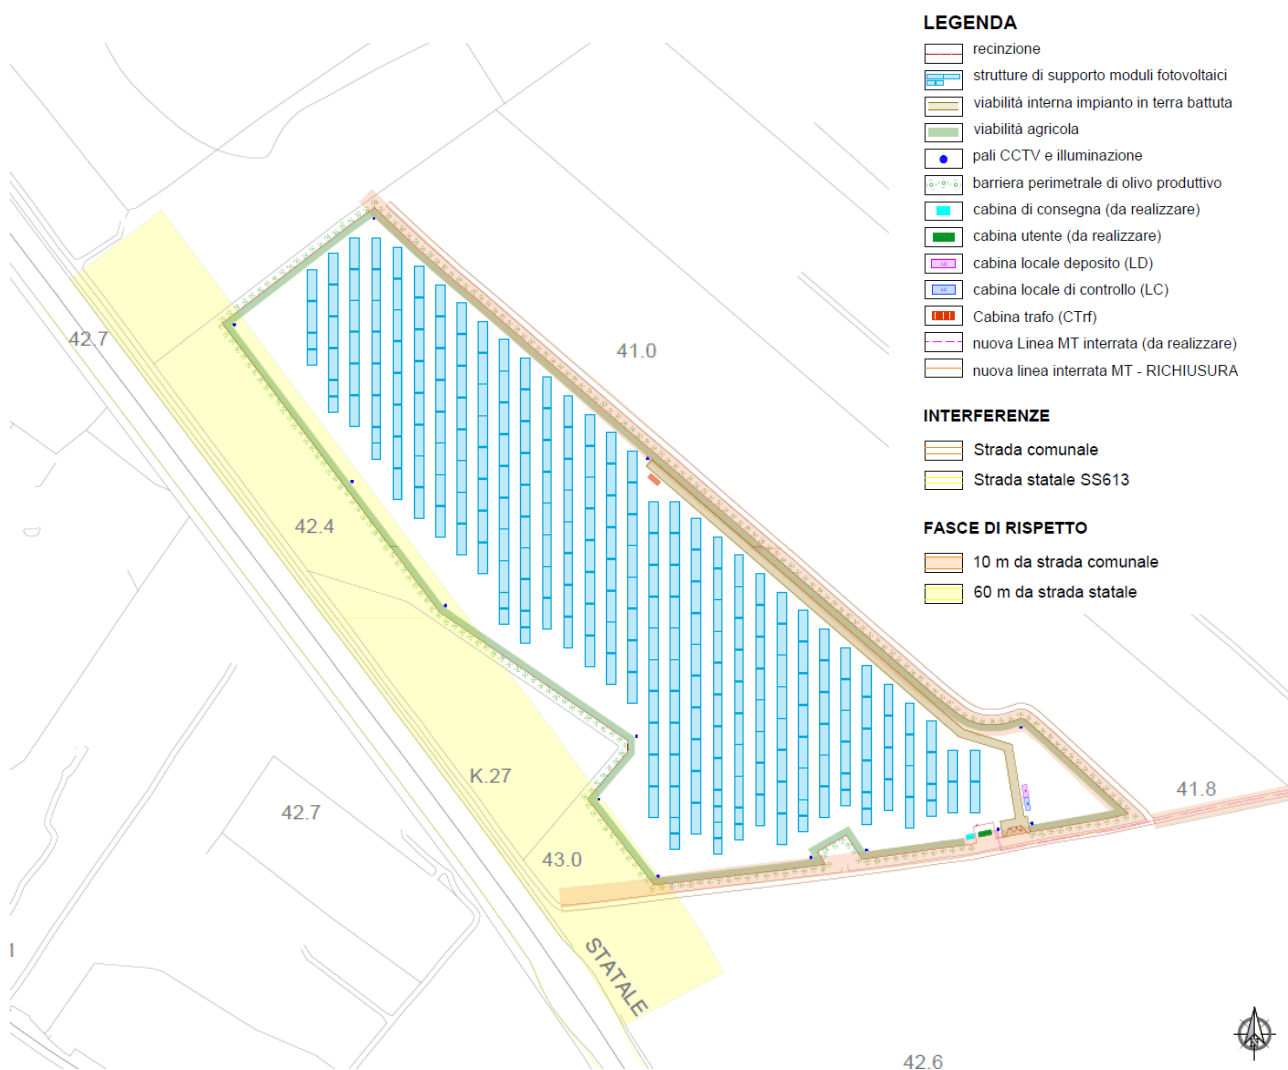 LEGENDA
recinzione
strutture di supporto moduli fotovoltaici
viabilità interna impianto in terra battuta
viabilità agricola
pali CCTV e illuminazione
barriera perimetrale di olivo produttivo
cabina di consegna (da realizzare)
cabina utente (da realizzare)
cabina locale deposito (LD)
cabina locale di controllo (LC)
Cabina trafo (CTrf)
nuova Linea MT interrata (da realizzare)
nuova linea interrata MT - RICHIUSURA
INTERFERENZE
Strada comunale
Strada statale SS613
FASCE DI RISPETTO
10 m da strada comunale
60 m da strada statale
42.7
41.0
42.4
K.27
42.7
41.8
43.0
STATALE
42.6